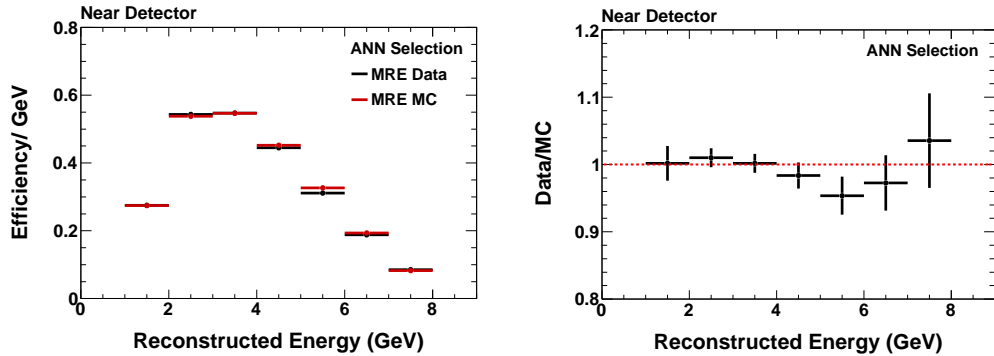 Near Detector
ANN Selection
MRE Data
MRE MC
Efficiency/ GeV
0.8
0.6
0.4
0.2
0
0 2 4 6 8
Reconstructed Energy (GeV)
Near Detector
ANN Selection
Data/MC
1.2
1.1
1
0.9
0.8
0 2 4 6 8
Reconstructed Energy (GeV)